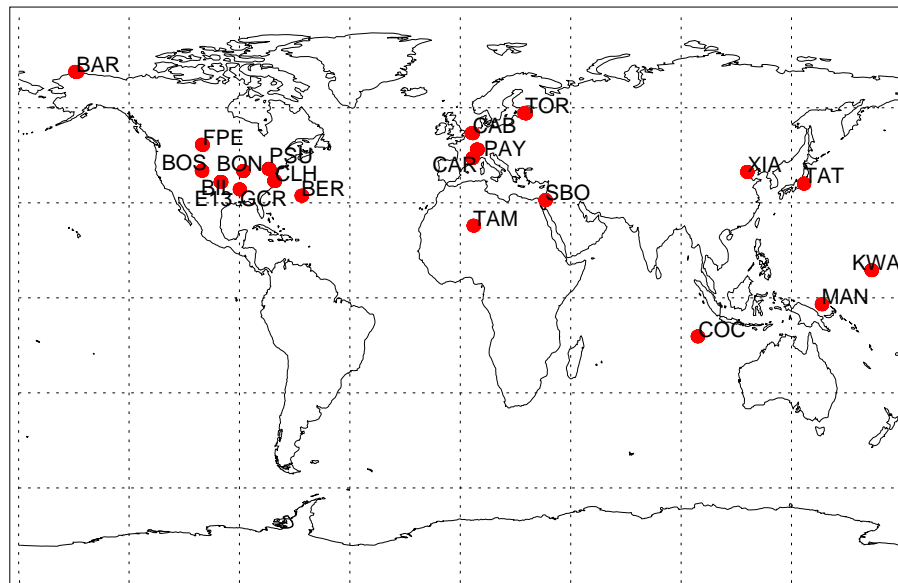 BAR
TOR
CAB
FPE
PAY
BOS BON PSU
CAR
CLH
XIA
TAT
BIL
E13 GCR BER
SBO
TAM
KWA
MAN
COC